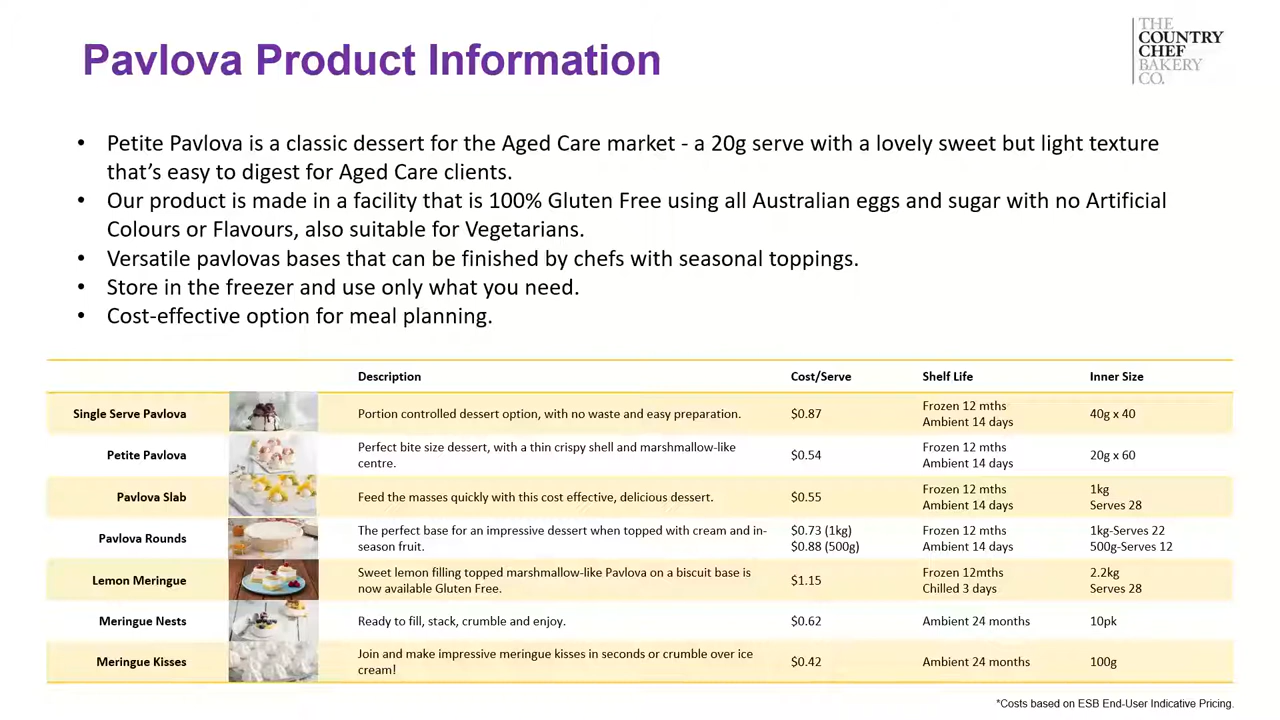 Pavlova Product Information
THE
COUNTRY
CHEF
BAKERY
CO.
• Petite Pavlova is a classic dessert for the Aged Care market - a 20g serve with a lovely sweet but light texture
that’s easy to digest for Aged Care clients.
• Our product is made in a facility that is 100% Gluten Free using all Australian eggs and sugar with no Artificial
Colours or Flavours, also suitable for Vegetarians.
• Versatile pavlovas bases that can be finished by chefs with seasonal toppings.
• Store in the freezer and use only what you need.
• Cost-effective option for meal planning.
Description Cost/Serve Shelf Life Inner Size
Single Serve Pavlova Portion controlled dessert option, with no waste and easy preparation. $0.87 Frozen 12 mths 40g x 40
Ambient 14 days
Petite Pavlova Perfect bite size dessert, with a thin crispy shell and marshmallow-like $0.54 Frozen 12 mths 20g x 60
centre. Ambient 14 days
Pavlova Slab Feed the masses quickly with this cost effective, delicious dessert. $0.55 Frozen 12 mths 1kg
Ambient 14 days Serves 28
Pavlova Rounds The perfect base for an impressive dessert when topped with cream and in- $0.73 (1kg) Frozen 12 mths 1kg-Serves 22
season fruit. $0.88 (500g) Ambient 14 days 500g-Serves 12
Lemon Meringue Sweet lemon filling topped marshmallow-like Pavlova on a biscuit base is $1.15 Frozen 12mths 2.2kg
now available Gluten Free. Chilled 3 days Serves 28
Meringue Nests Ready to fill, stack, crumble and enjoy. $0.62 Ambient 24 months 10pk
Meringue Kisses Join and make impressive meringue kisses in seconds or crumble over ice $0.42 Ambient 24 months 100g
cream!
*Costs based on ESB End-User Indicative Pricing.